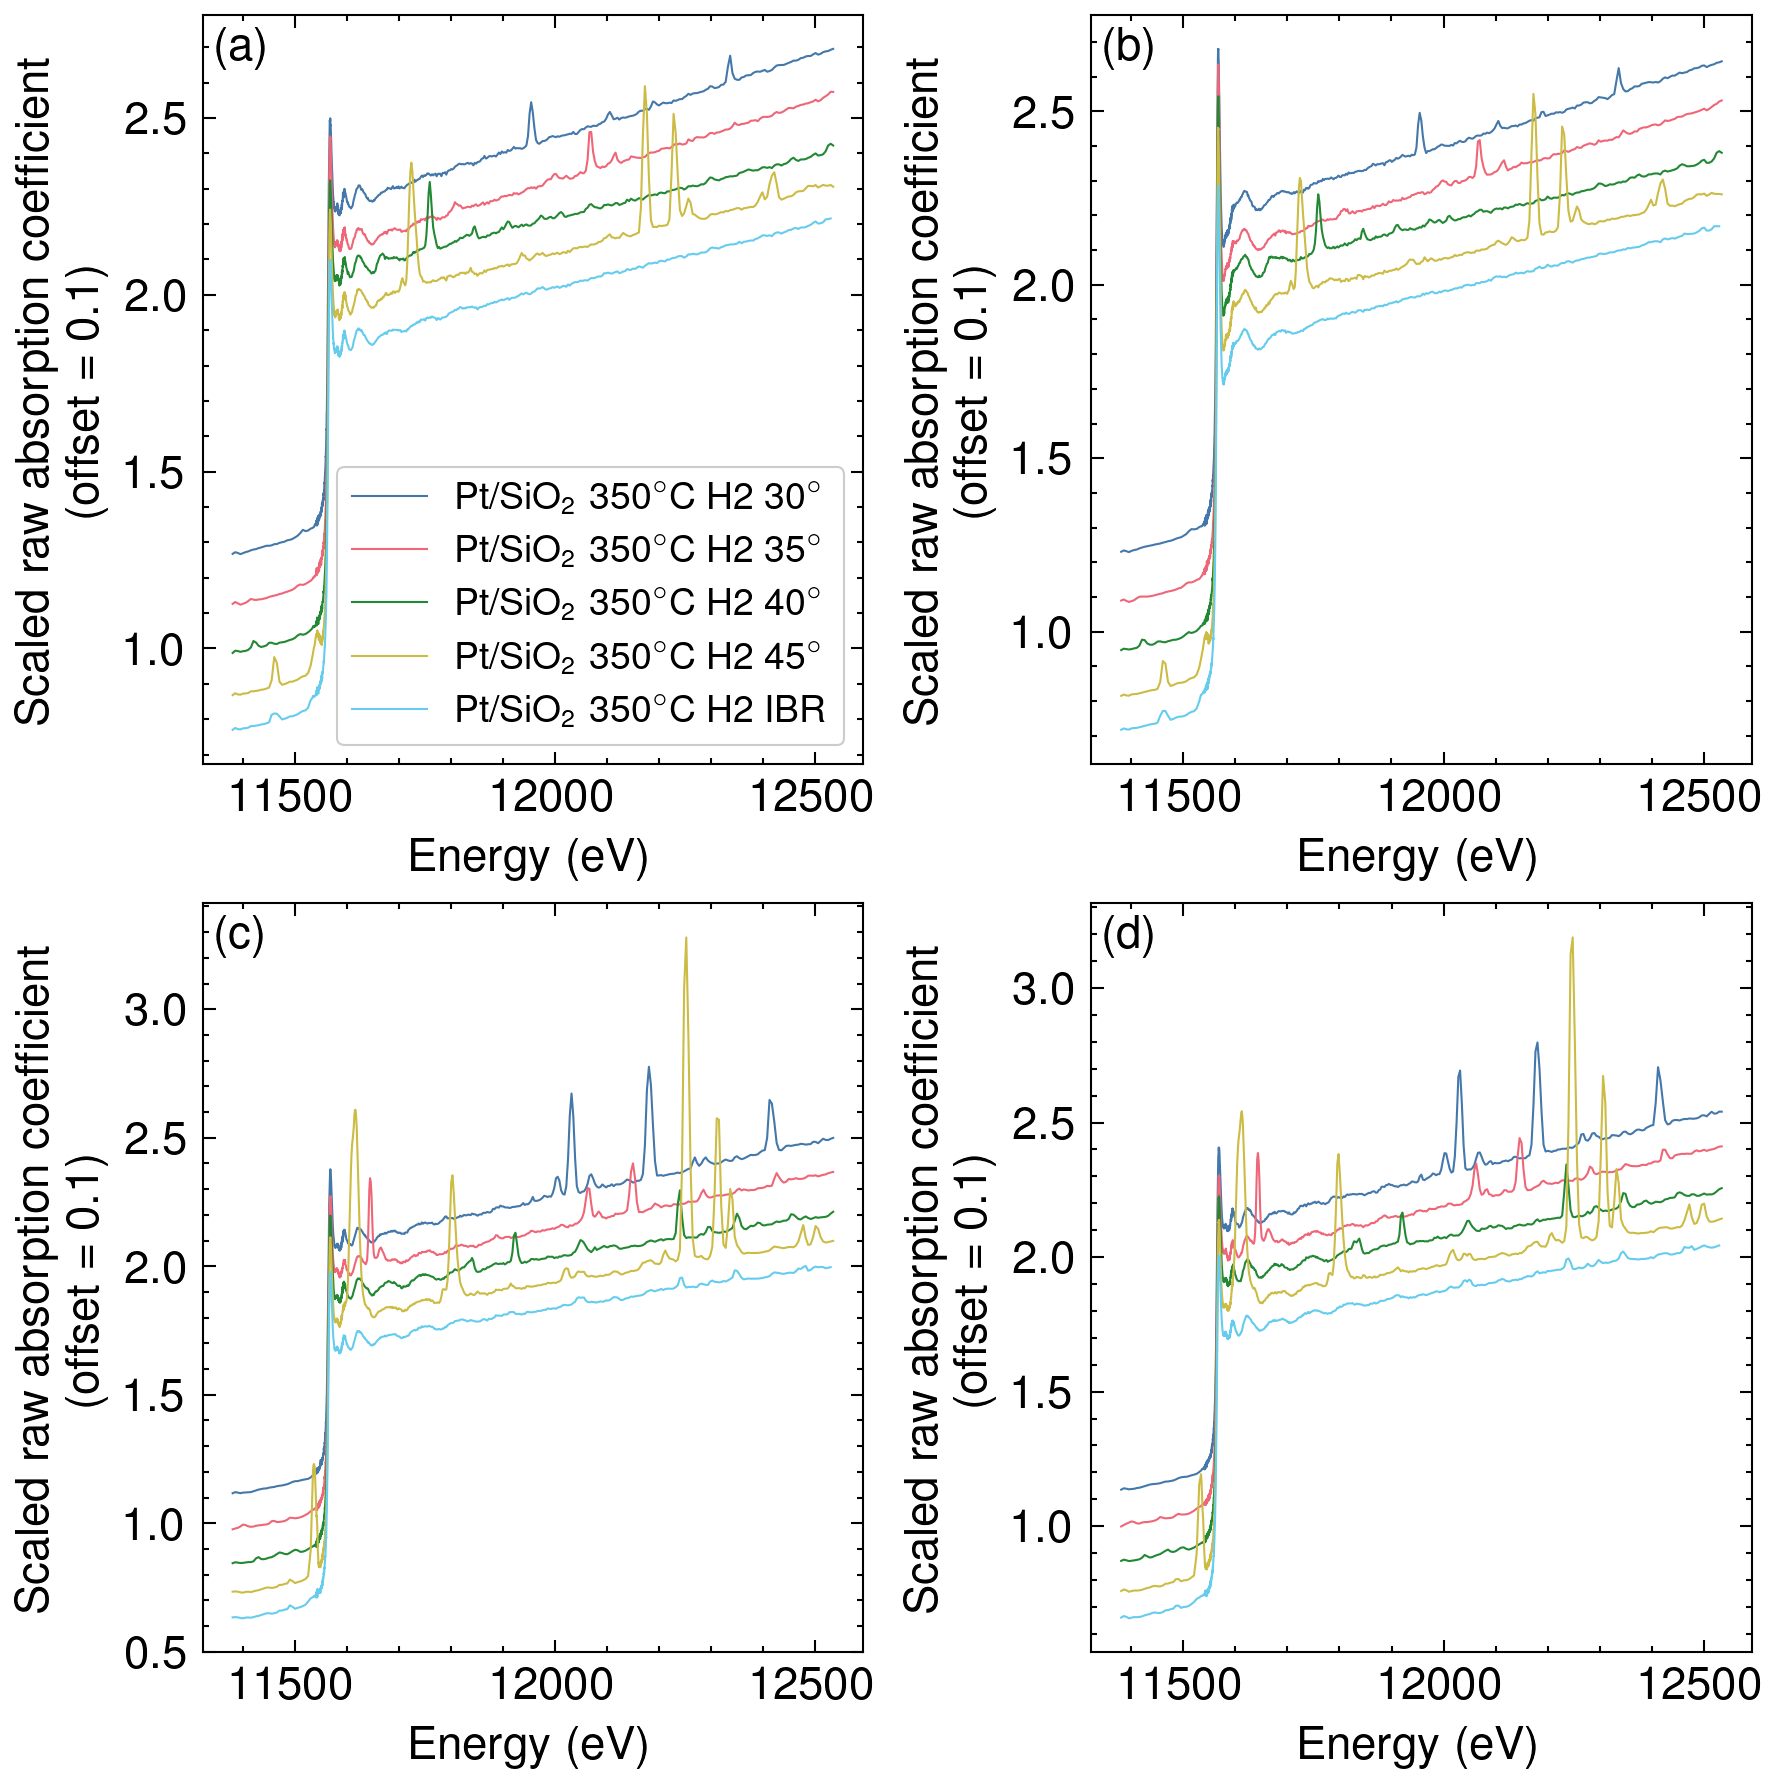 (a)
Scaled raw absorption coefficient
(offset = 0.1)
2.5
2.0
1.5
1.0
Pt/SiO₂ 350°C H2 30°
Pt/SiO₂ 350°C H2 35°
Pt/SiO₂ 350°C H2 40°
Pt/SiO₂ 350°C H2 45°
Pt/SiO₂ 350°C H2 IBR
11500 12000 12500
Energy (eV)
(b)
Scaled raw absorption coefficient
(offset = 0.1)
2.5
2.0
1.5
1.0
11500 12000 12500
Energy (eV)
(c)
Scaled raw absorption coefficient
(offset = 0.1)
3.0
2.5
2.0
1.5
1.0
0.5
11500 12000 12500
Energy (eV)
(d)
Scaled raw absorption coefficient
(offset = 0.1)
3.0
2.5
2.0
1.5
1.0
11500 12000 12500
Energy (eV)